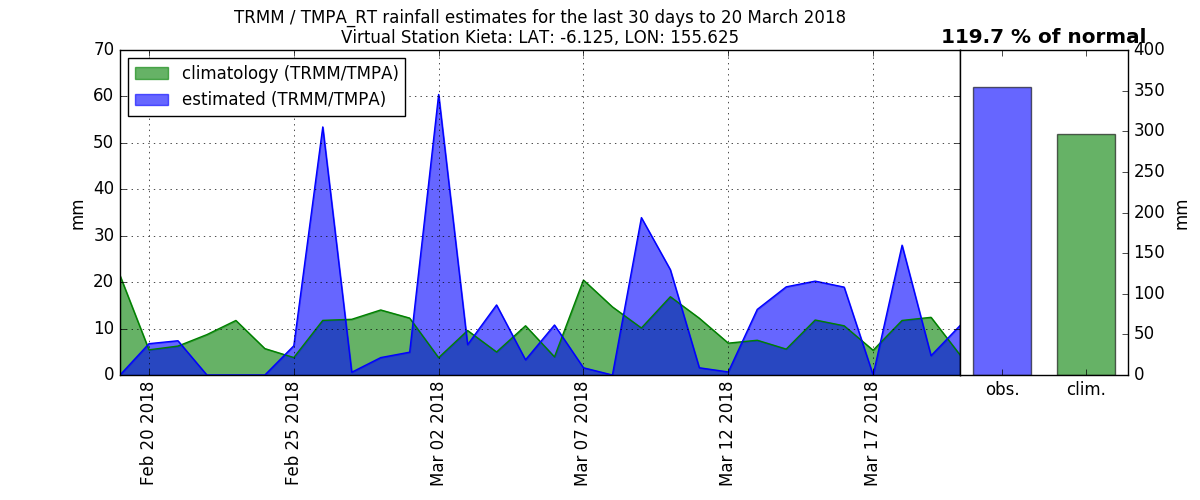 TRMM / TMPA_RT rainfall estimates for the last 30 days to 20 March 2018
Virtual Station Kieta: LAT: -6.125, LON: 155.625
119.7 % of normal
climatology (TRMM/TMPA)
estimated (TRMM/TMPA)
mm
70
60
50
40
30
20
10
0
Feb 20 2018
Feb 25 2018
Mar 02 2018
Mar 07 2018
Mar 12 2018
Mar 17 2018
obs.
clim.
400
350
300
250
200
150
100
50
0
mm